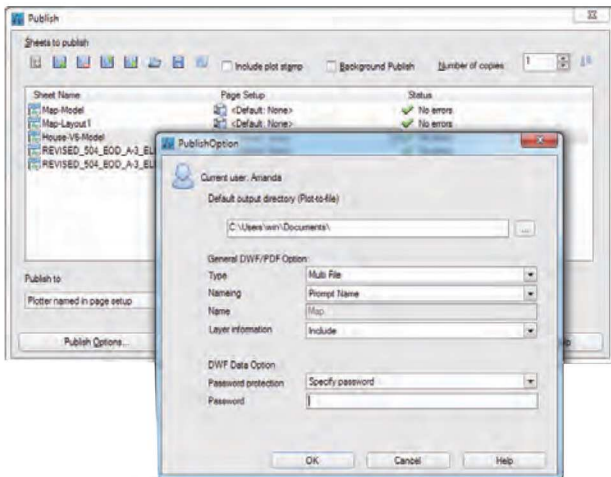 Publish
Sheets to publish
Include plot stamp
Background Publish
Number of copies:
1
Sheet Name Page Setup Status
Map-Model <Default: None> No errors
Map-Layout1 <Default: None> No errors
House-V6-Model
REVISED_504_EOD_A-3_EL
REVISED_504_EOD_A-3_EL
Publish to
Plotter named in page setup
Publish Options...
PublishOption
Current user: Amanda
Default output directory (Plot-to-file)
C:\Users\win\Documents\
...
General DWF/PDF Option:
Type Multi File
Nameing Prompt Name
Name Map
Layer information Include
DWF Data Option
Password protection Specify password
Password
OK Cancel Help